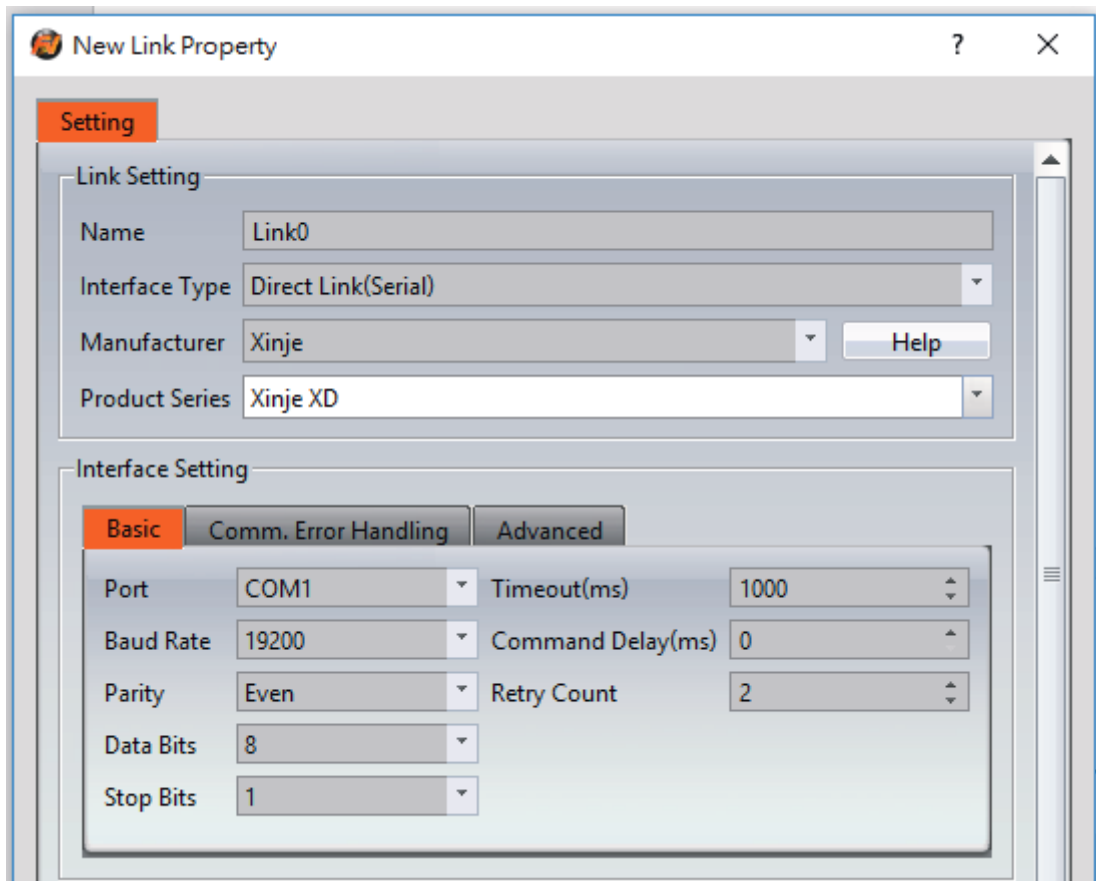 New Link Property ?
Setting
Link Setting
Name Link0
Interface Type Direct Link(Serial)
Manufacturer Xinje Help
Product Series Xinje XD
Interface Setting
Basic Comm. Error Handling Advanced
Port COM1 Timeout(ms) 1000
Baud Rate 19200 Command Delay(ms) 0
Parity Even Retry Count 2
Data Bits 8
Stop Bits 1